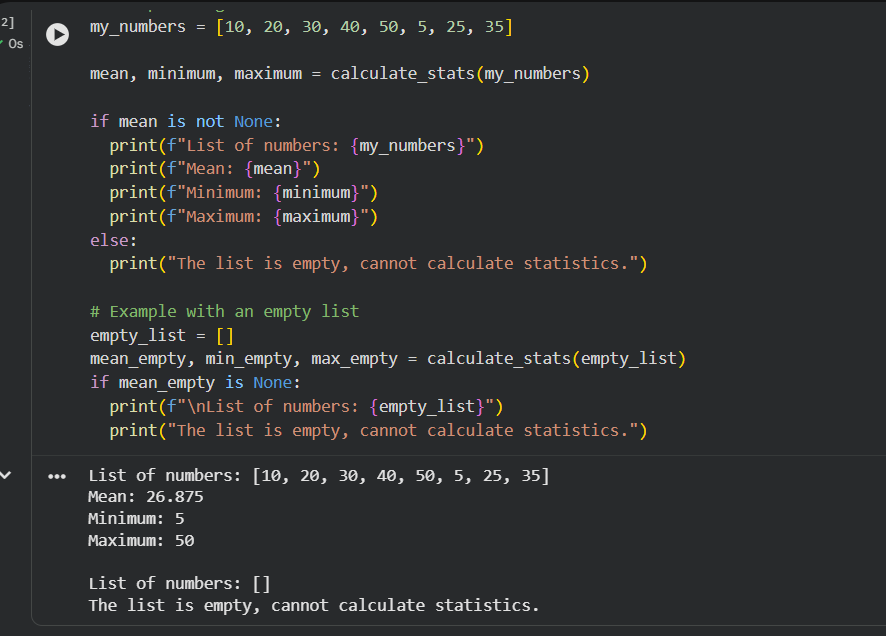 2]
0s
my_numbers = [10, 20, 30, 40, 50, 5, 25, 35]
mean, minimum, maximum = calculate_stats(my_numbers)
if mean is not None:
  print(f"List of numbers: {my_numbers}")
  print(f"Mean: {mean}")
  print(f"Minimum: {minimum}")
  print(f"Maximum: {maximum}")
else:
  print("The list is empty, cannot calculate statistics.")
# Example with an empty list
empty_list = []
mean_empty, min_empty, max_empty = calculate_stats(empty_list)
if mean_empty is None:
  print(f"\nList of numbers: {empty_list}")
  print("The list is empty, cannot calculate statistics.")
List of numbers: [10, 20, 30, 40, 50, 5, 25, 35]
Mean: 26.875
Minimum: 5
Maximum: 50
List of numbers: []
The list is empty, cannot calculate statistics.